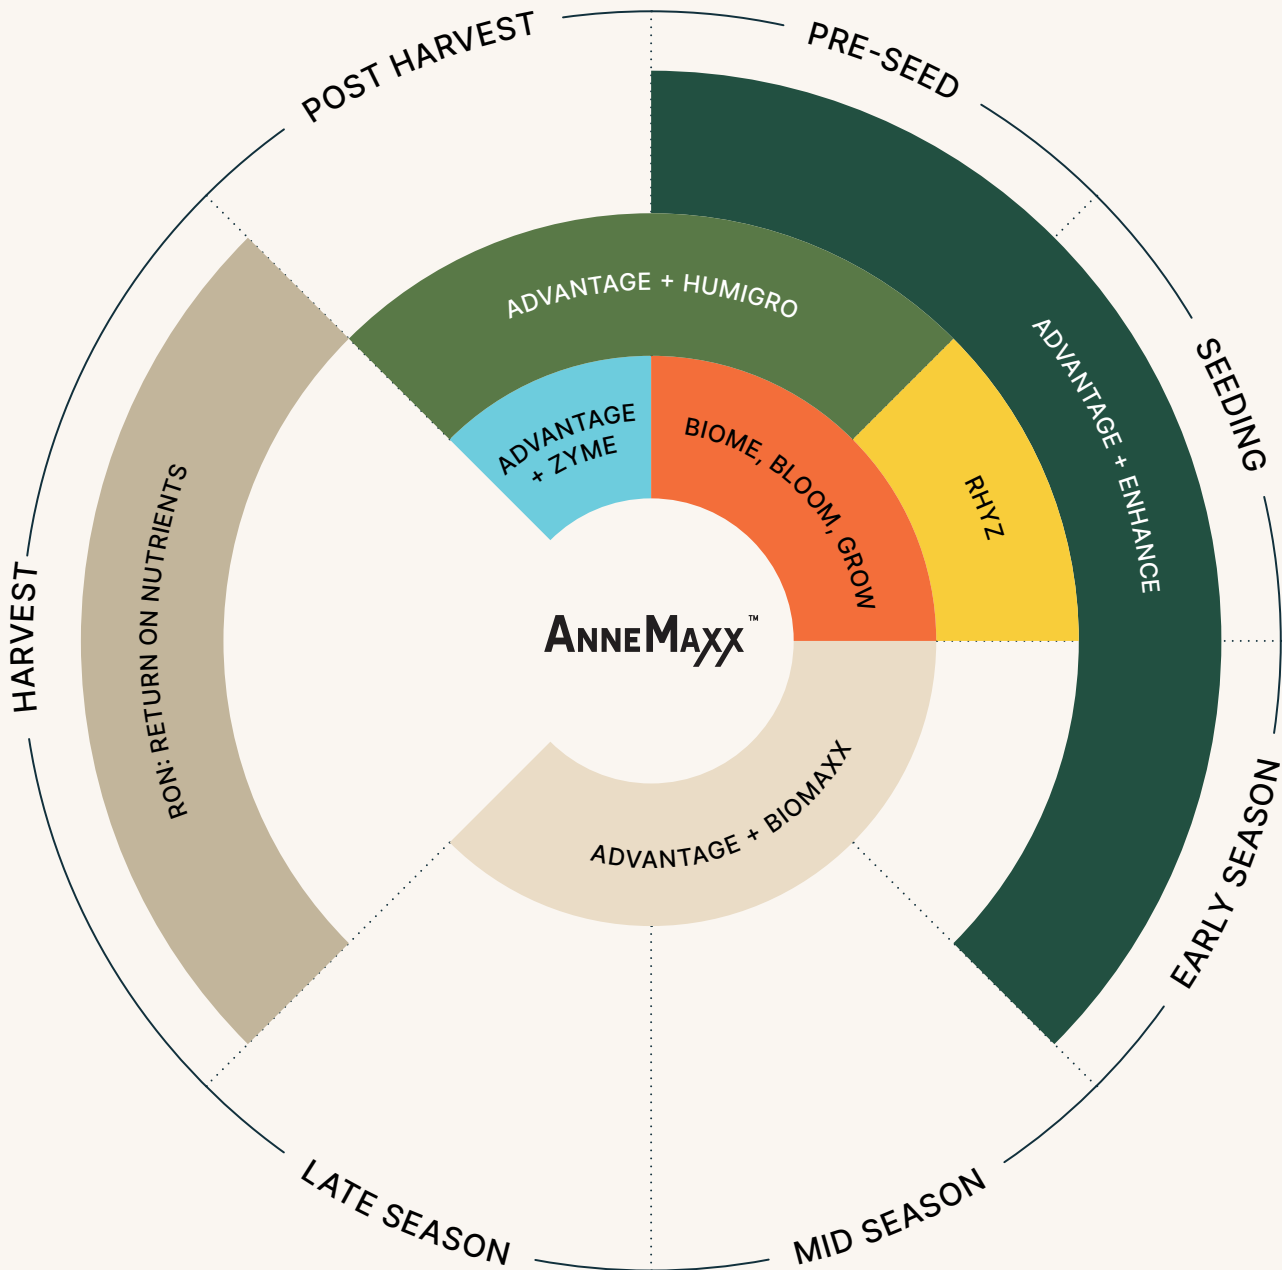 POST HARVEST
PRE-SEED
SEEDING
EARLY SEASON
MID SEASON
LATE SEASON
HARVEST
ADVANTAGE + HUMIGRO
ADVANTAGE + ENHANCE
ADVANTAGE
+ ZYME
BIOME, BLOOM, GROW
RHYZ
RON: RETURN ON NUTRIENTS
ANNEMAXX™
ADVANTAGE + BIOMAXX